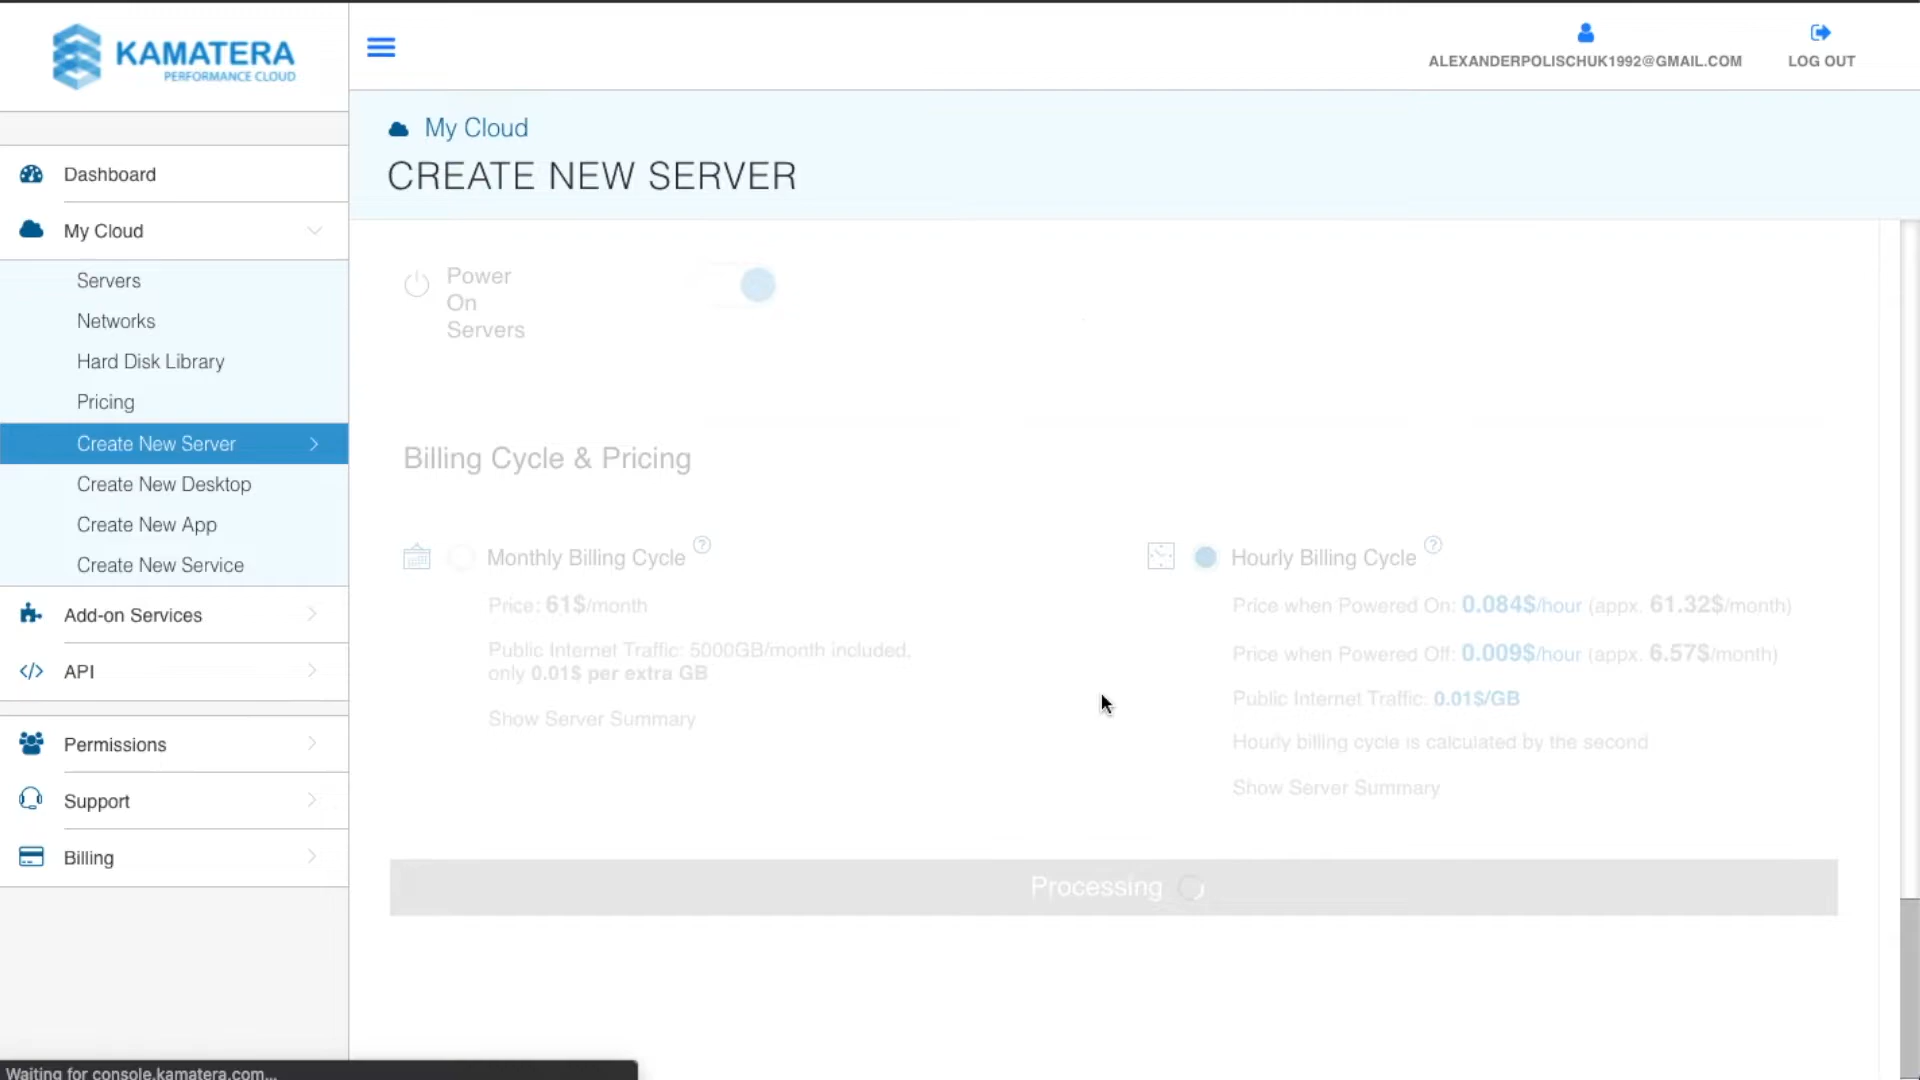 KAMATERA
PERFORMANCE CLOUD
ALEXANDERPOLISCHUK1992@GMAIL.COM
LOG OUT
My Cloud
CREATE NEW SERVER
Dashboard
My Cloud
Servers
Networks
Hard Disk Library
Pricing
Create New Server
Create New Desktop
Create New App
Create New Service
Add-on Services
API
Permissions
Support
Billing
Power
On
Servers
Billing Cycle & Pricing
Monthly Billing Cycle ?
Price: 61$/month
Public Internet Traffic: 5000GB/month included,
only 0.01$ per extra GB
Show Server Summary
Hourly Billing Cycle ?
Price when Powered On: 0.084$/hour (appx. 61.32$/month)
Price when Powered Off: 0.009$/hour (appx. 6.57$/month)
Public Internet Traffic: 0.01$/GB
Hourly billing cycle is calculated by the second
Show Server Summary
Processing
Waiting for console.kamatera.com...